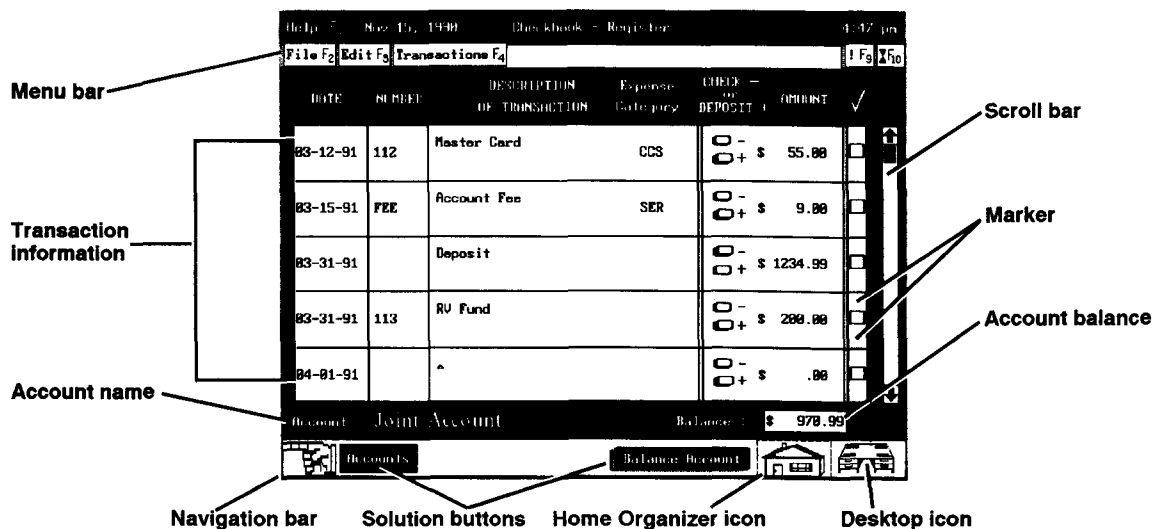 Help F1 Nov 15, 1990 Checkbook - Register 4:47 pm
File F2 Edit F3 Transactions F4 ! F9 F10
Menu bar
DATE NUMBER DESCRIPTION OF TRANSACTION Expense Category CHECK - or DEPOSIT + AMOUNT √
Scroll bar
03-12-91 112 Master Card CCS - + $ 55.00
Transaction information
03-15-91 FEE Account Fee SER - + $ 9.00
Marker
03-31-91 Deposit - + $ 1234.99
03-31-91 113 RV Fund - + $ 200.00
Account balance
04-01-91 ^ - + $ .00
Account name
Account: Joint Account Balance : $ 970.99
Accounts Balance Account
Navigation bar Solution buttons Home Organizer icon Desktop icon